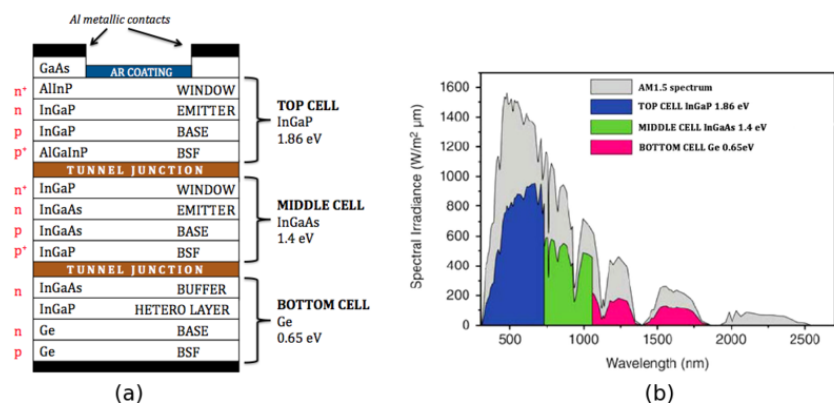 Al metallic contacts
GaAs
AR COATING
n⁺ AlInP WINDOW
n InGaP EMITTER
p InGaP BASE
p⁺ AlGaInP BSF
TOP CELL
InGaP
1.86 eV
TUNNEL JUNCTION
n⁺ InGaP WINDOW
n InGaAs EMITTER
p InGaAs BASE
p⁺ InGaP BSF
MIDDLE CELL
InGaAs
1.4 eV
TUNNEL JUNCTION
n InGaAs BUFFER
InGaP HETERO LAYER
n Ge BASE
p Ge BSF
BOTTOM CELL
Ge
0.65 eV
(a)
Spectral Irradiance (W/m² µm)
1600
1400
1200
1000
800
600
400
200
0
AM1.5 spectrum
TOP CELL InGaP 1.86 eV
MIDDLE CELL InGaAs 1.4 eV
BOTTOM CELL Ge 0.65eV
500 1000 1500 2000 2500
Wavelength (nm)
(b)